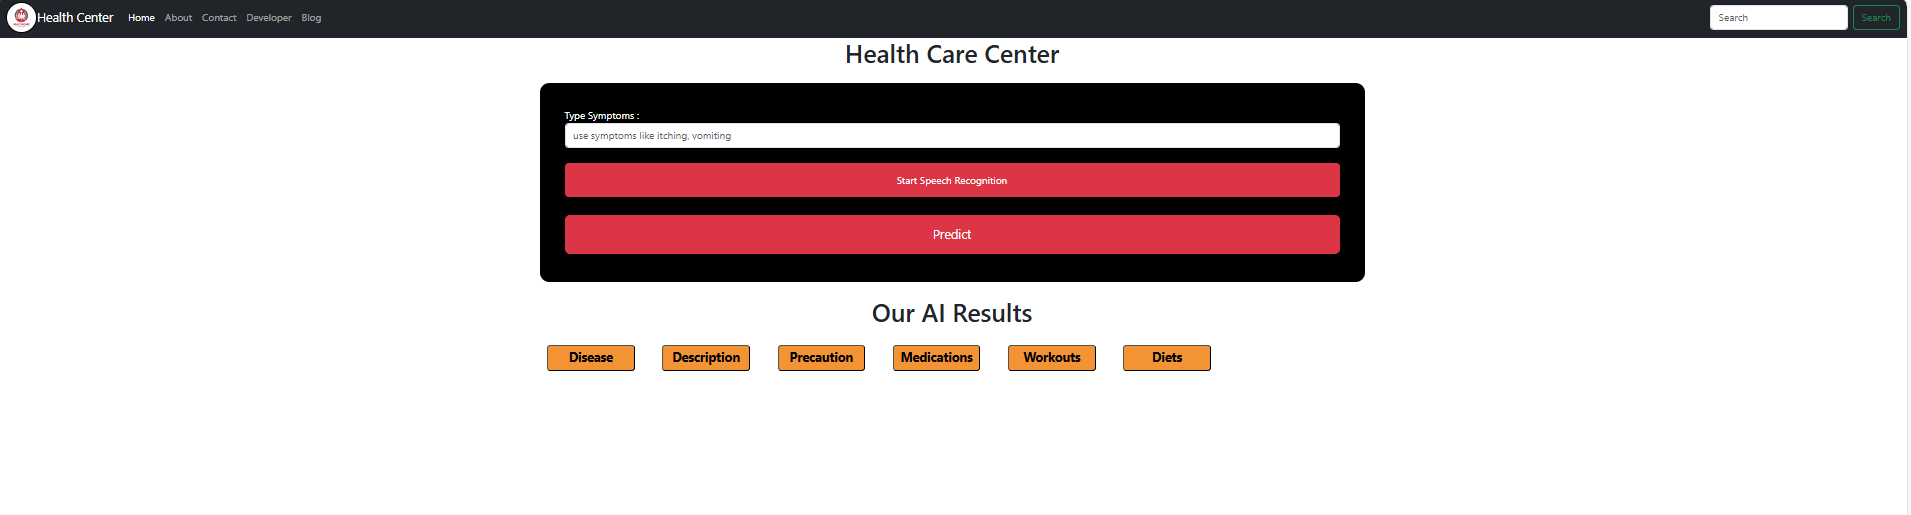 Health Center Home About Contact Developer Blog Search Search
Health Care Center
Type Symptoms :
use symptoms like itching, vomiting
Start Speech Recognition
Predict
Our AI Results
Disease Description Precaution Medications Workouts Diets